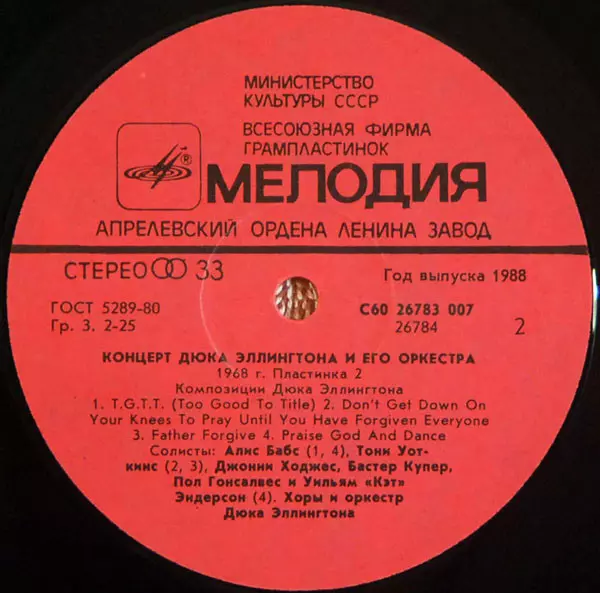 МИНИСТЕРСТВО
КУЛЬТУРЫ СССР
ВСЕСОЮЗНАЯ ФИРМА
ГРАМПЛАСТИНОК
®
МЕЛОДИЯ
АПРЕЛЕВСКИЙ ОРДЕНА ЛЕНИНА ЗАВОД
СТЕРЕО 33
Год выпуска 1988
ГОСТ 5289-80
Гр. 3. 2-25
С60 26783 007
26784
2
КОНЦЕРТ ДЮКА ЭЛЛИНГТОНА И ЕГО ОРКЕСТРА
1968 г. Пластинка 2
Композиции Дюка Эллингтона
1. T.G.T.T. (Too Good To Title) 2. Don't Get Down On
Your Knees To Pray Until You Have Forgiven Everyone
3. Father Forgive 4. Praise God And Dance
Солисты: Алис Бабс (1, 4), Тони Уот-
кинс (2, 3), Джонни Ходжес, Бастер Купер,
Пол Гонсалвес и Уильям «Кэт»
Эндерсон (4). Хоры и оркестр
Дюка Эллингтона